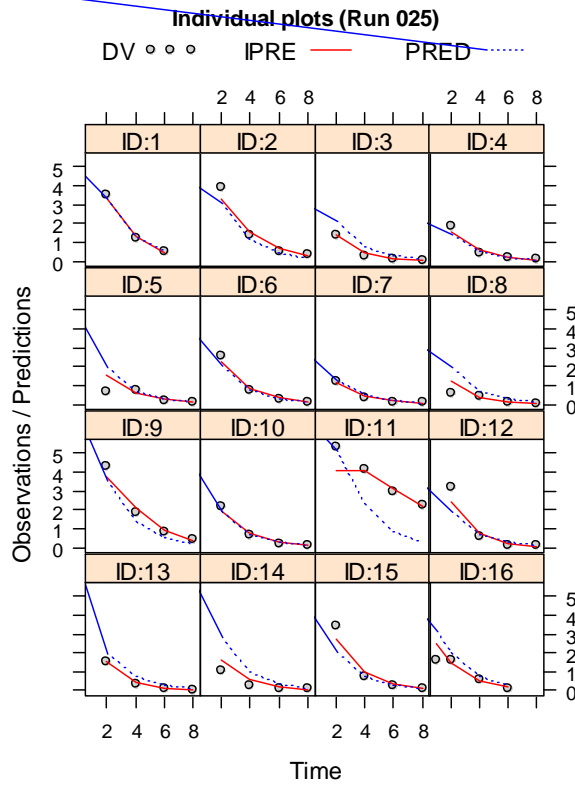 Individual plots (Run 025)
DV IPRE PRED
2 4 6 8 2 4 6 8
ID:1 ID:2 ID:3 ID:4
5
4
3
2
1
0
ID:5 ID:6 ID:7 ID:8
5
4
3
2
1
0
ID:9 ID:10 ID:11 ID:12
5
4
3
2
1
0
ID:13 ID:14 ID:15 ID:16
5
4
3
2
1
0
2 4 6 8 2 4 6 8
Time
Observations / Predictions